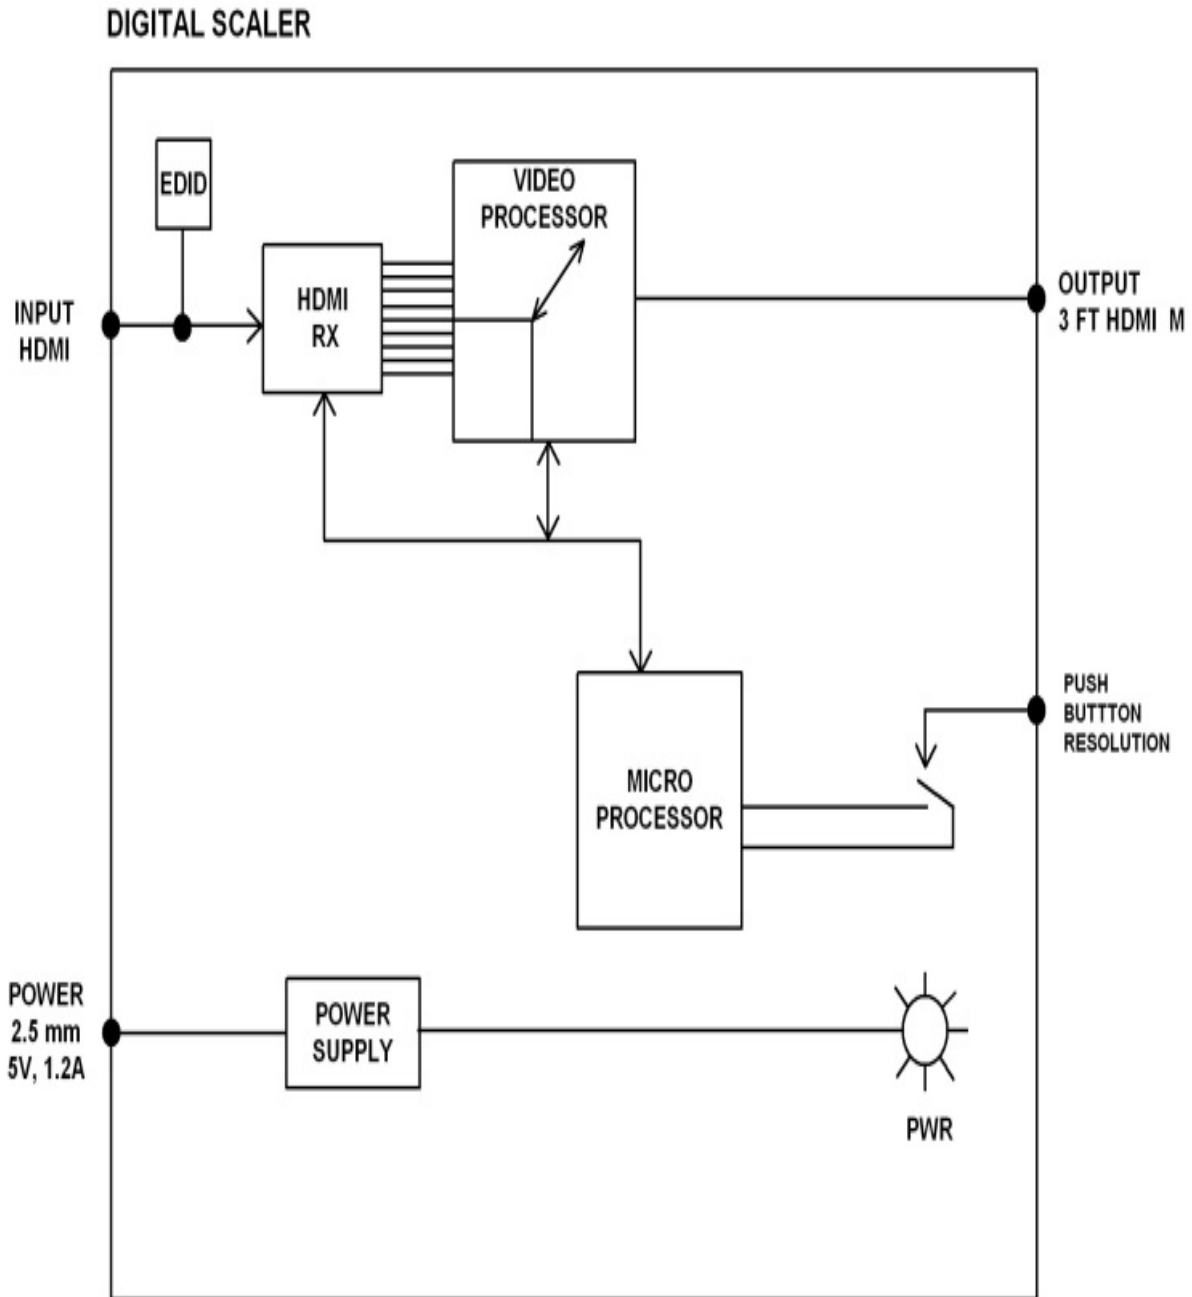 DIGITAL SCALER
EDID
VIDEO
PROCESSOR
HDMI
RX
INPUT
HDMI
OUTPUT
3 FT HDMI M
PUSH
BUTTTON
RESOLUTION
MICRO
PROCESSOR
POWER
2.5 mm
5V, 1.2A
POWER
SUPPLY
PWR